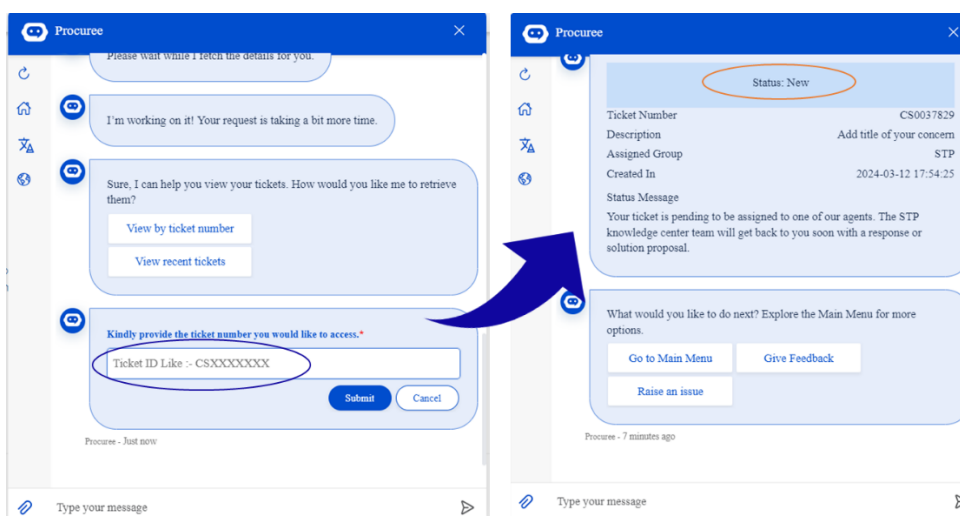 Procuree
Please wait while I fetch the details for you.
I'm working on it! Your request is taking a bit more time.
Sure, I can help you view your tickets. How would you like me to retrieve
them?
View by ticket number
View recent tickets
Kindly provide the ticket number you would like to access.*
Ticket ID Like :- CSXXXXXXX
Submit
Cancel
Procuree - Just now
Type your message
Procuree
Status: New
Ticket Number CS0037829
Description Add title of your concern
Assigned Group STP
Created In 2024-03-12 17:54:25
Status Message
Your ticket is pending to be assigned to one of our agents. The STP
knowledge center team will get back to you soon with a response or
solution proposal.
What would you like to do next? Explore the Main Menu for more
options.
Go to Main Menu
Give Feedback
Raise an issue
Procuree - 7 minutes ago
Type your message